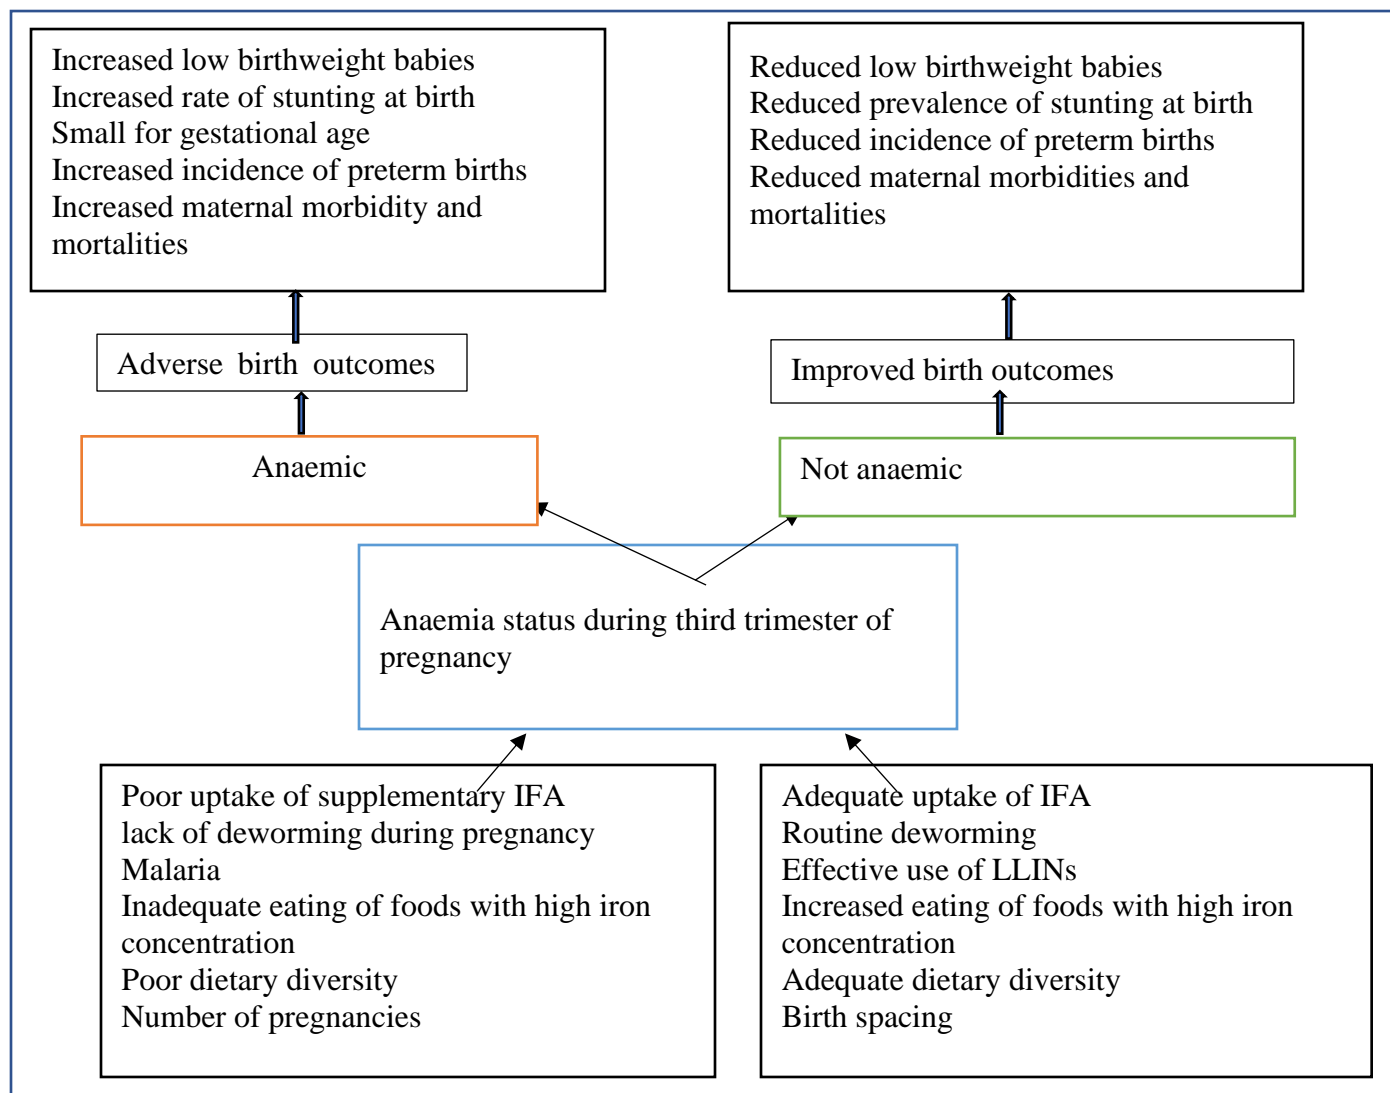 Increased low birthweight babies
Increased rate of stunting at birth
Small for gestational age
Increased incidence of preterm births
Increased maternal morbidity and
mortalities
Reduced low birthweight babies
Reduced prevalence of stunting at birth
Reduced incidence of preterm births
Reduced maternal morbidities and
mortalities
Adverse birth outcomes
Improved birth outcomes
Anaemic
Not anaemic
Anaemia status during third trimester of
pregnancy
Poor uptake of supplementary IFA
lack of deworming during pregnancy
Malaria
Inadequate eating of foods with high iron
concentration
Poor dietary diversity
Number of pregnancies
Adequate uptake of IFA
Routine deworming
Effective use of LLINs
Increased eating of foods with high iron
concentration
Adequate dietary diversity
Birth spacing